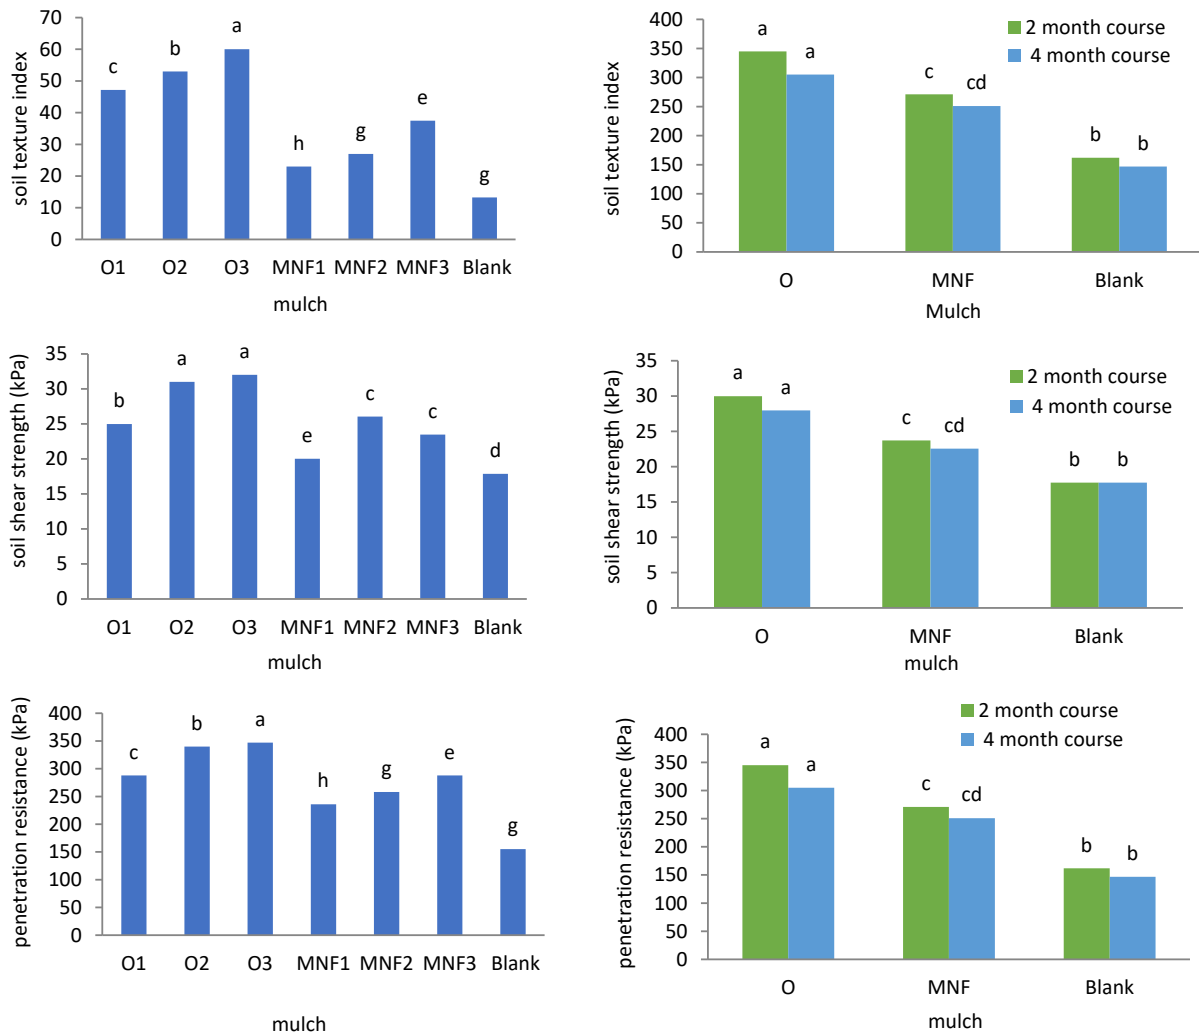 soil texture index
70
60
50
40
30
20
10
0
c b a h g e g
O1 O2 O3 MNF1 MNF2 MNF3 Blank
mulch
soil texture index
400
350
300
250
200
150
100
50
0
2 month course
4 month course
a a c cd b b
O MNF Blank
Mulch
soil shear strength (kPa)
35
30
25
20
15
10
5
0
b a a e c c d
O1 O2 O3 MNF1 MNF2 MNF3 Blank
mulch
soil shear strength (kPa)
35
30
25
20
15
10
5
0
2 month course
4 month course
a a c cd b b
O MNF Blank
mulch
penetration resistance (kPa)
400
350
300
250
200
150
100
50
0
c b a h g e g
O1 O2 O3 MNF1 MNF2 MNF3 Blank
mulch
penetration resistance (kPa)
400
350
300
250
200
150
100
50
0
2 month course
4 month course
a a c cd b b
O MNF Blank
mulch